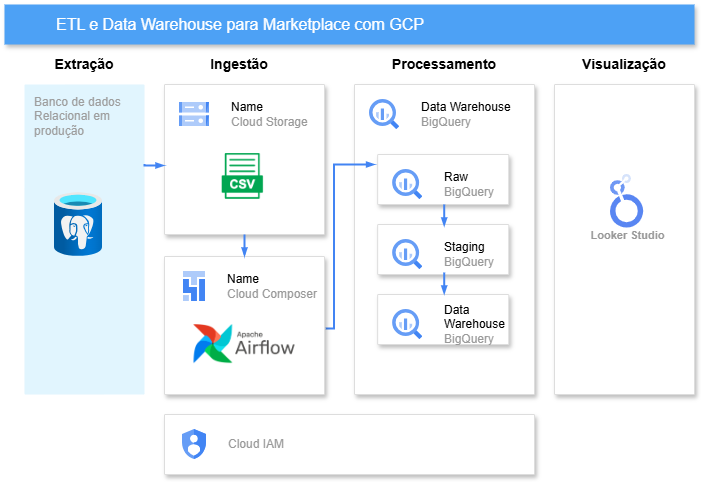 ETL e Data Warehouse para Marketplace com GCP
Extração
Ingestão
Processamento
Visualização
Banco de dados
Relacional em
produção
Name
Cloud Storage
CSV
Name
Cloud Composer
Apache
Airflow
Data Warehouse
BigQuery
Raw
BigQuery
Staging
BigQuery
Data
Warehouse
BigQuery
Looker Studio
Cloud IAM